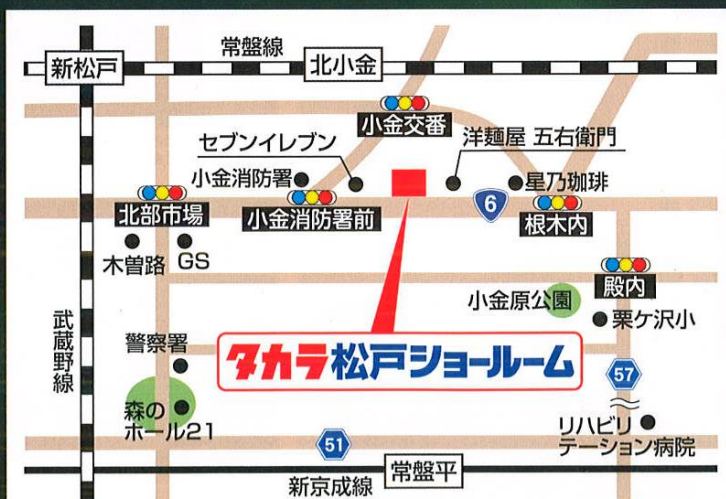 常盤線
新松戸
北小金
小金交番
セブンイレブン
洋麺屋 五右衛門
小金消防署
星乃珈琲
北部市場
小金消防署前
6
根木内
木曽路
GS
殿内
小金原公園
栗ケ沢小
武蔵野線
警察署
タカラ松戸ショールーム
57
森の
ホール21
51
リハビリ
テーション病院
常盤平
新京成線